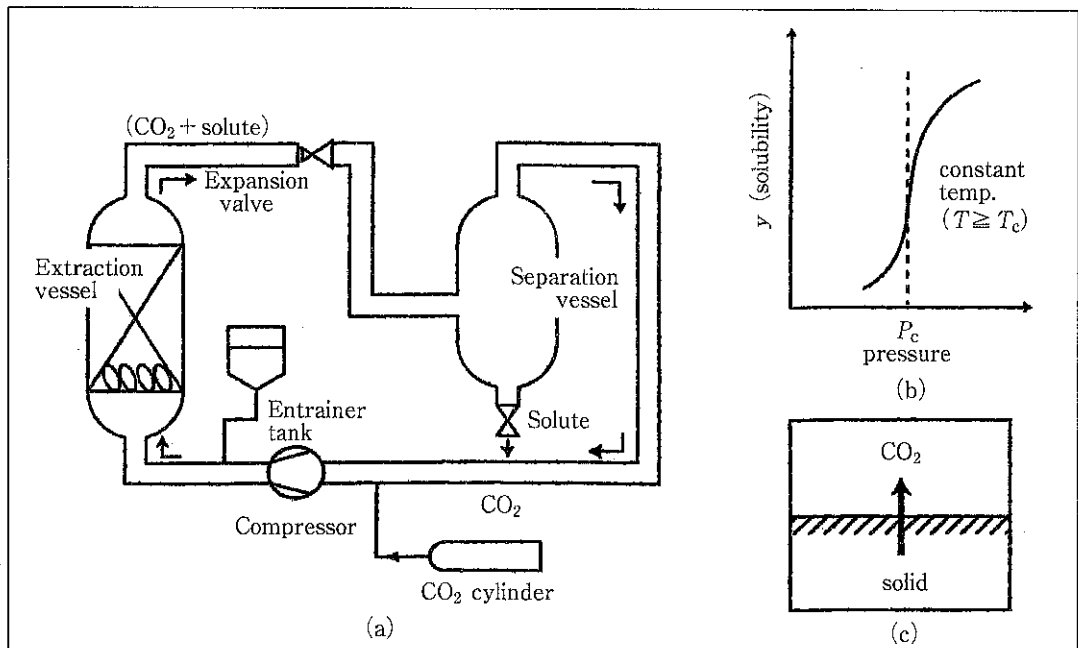 (CO₂+solute)
Expansion
valve
Extraction
vessel
Separation
vessel
Entrainer
tank
Solute
Compressor
CO₂
CO₂ cylinder
(a)
y (solubility)
constant
temp.
(T ≧ Tc)
Pc
pressure
(b)
CO₂
solid
(c)